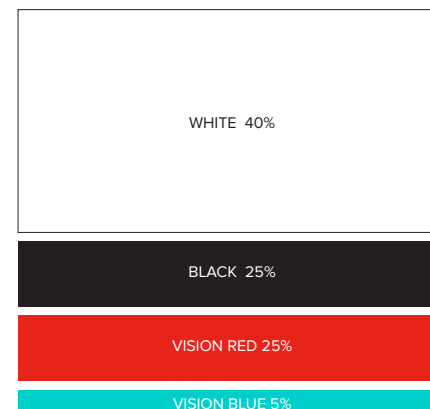 WHITE 40%
BLACK 25%
VISION RED 25%
VISION BLUE 5%